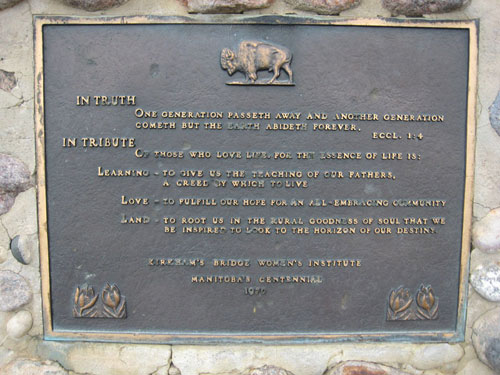 IN TRUTH
ONE GENERATION PASSETH AWAY AND ANOTHER GENERATION
COMETH BUT THE EARTH ABIDETH FOREVER.
ECCL. 1:4
IN TRIBUTE
OF THOSE WHO LOVE LIFE. FOR THE ESSENCE OF LIFE IS:
LEARNING - TO GIVE US THE TEACHING OF OUR FATHERS,
A CREED BY WHICH TO LIVE
LOVE - TO FULFILL OUR HOPE FOR AN ALL-EMBRACING COMMUNITY
LAND - TO ROOT US IN THE RURAL GOODNESS OF SOUL THAT WE
BE INSPIRED TO LOOK TO THE HORIZON OF OUR DESTINY.
KIRKHAM'S BRIDGE WOMEN'S INSTITUTE
MANITOBA'S CENTENNIAL
1970